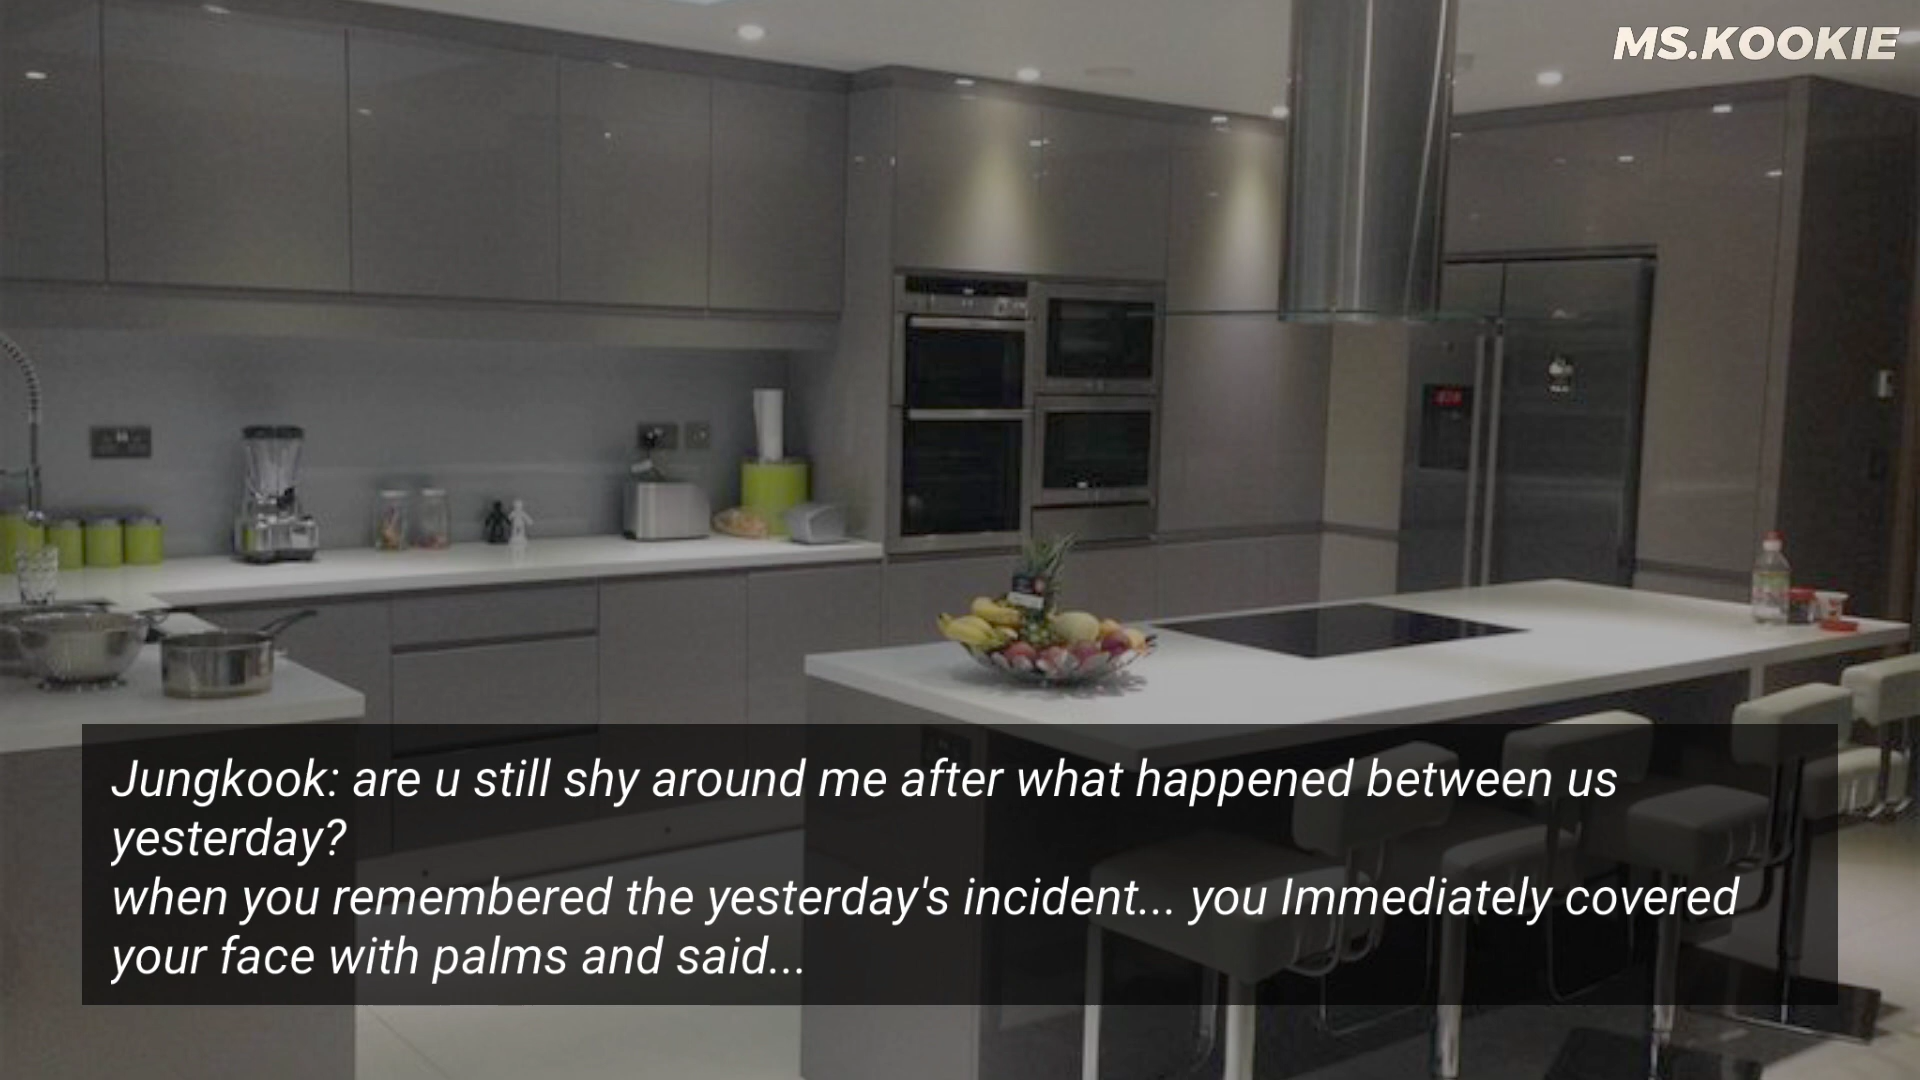 MS.KOOKIE
Jungkook: are u still shy around me after what happened between us
yesterday?
when you remembered the yesterday's incident... you Immediately covered
your face with palms and said...